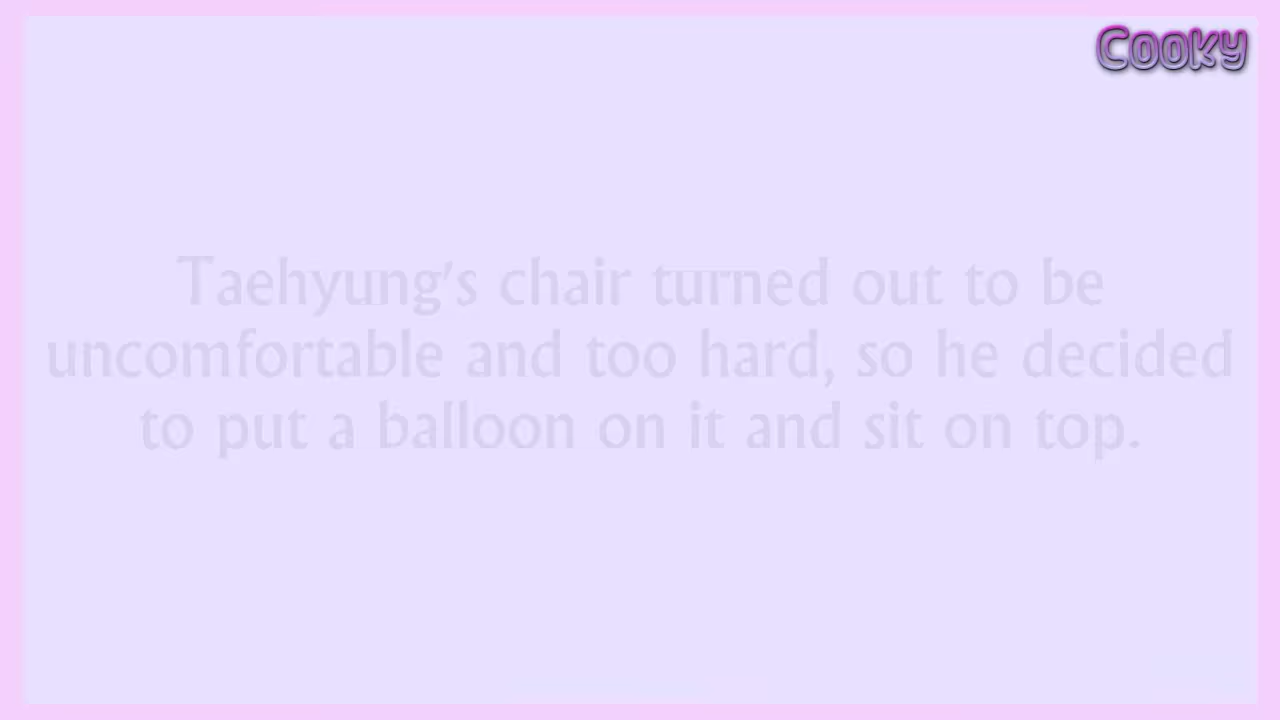 Cooky
Taehyung's chair turned out to be
uncomfortable and too hard, so he decided
to put a balloon on it and sit on top.